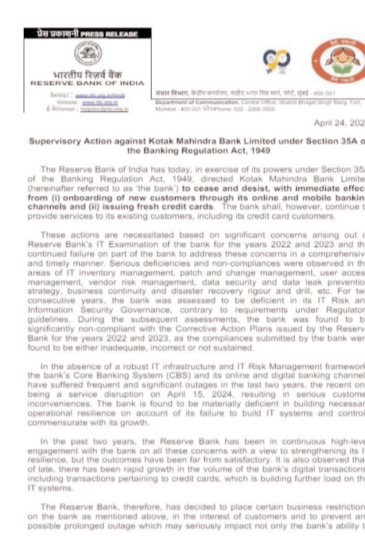 प्रेस प्रकाशनी PRESS RELEASE
भारतीय रिज़र्व बैंक
RESERVE BANK OF INDIA
Website :
संचार विभाग, केंद्रीय कार्यालय, शहीद भगत सिंह मार्ग, फोर्ट, मुंबई - 400 001
Department of Communication, Central Office, Shahid Bhagat Singh Marg, Fort,
Mumbai - 400 001
April 24, 202
Supervisory Action against Kotak Mahindra Bank Limited under Section 35A o
the Banking Regulation Act, 1949
The Reserve Bank of India has today, in exercise of its powers under Section 35A
of the Banking Regulation Act, 1949, directed Kotak Mahindra Bank Limite
(hereinafter referred to as ‘the bank’) to cease and desist, with immediate effec
from (i) onboarding of new customers through its online and mobile bankin
channels and (ii) issuing fresh credit cards. The bank shall, however, continue t
provide services to its existing customers, including its credit card customers.
These actions are necessitated based on significant concerns arising out o
Reserve Bank’s IT Examination of the bank for the years 2022 and 2023 and th
continued failure on part of the bank to address these concerns in a comprehensiv
and timely manner. Serious deficiencies and non-compliances were observed in th
areas of IT inventory management, patch and change management, user acces
management, vendor risk management, data security and data leak preventio
strategy, business continuity and disaster recovery rigour and drill, etc. For tw
consecutive years, the bank was assessed to be deficient in its IT Risk an
Information Security Governance, contrary to requirements under Regulator
guidelines. During the subsequent assessments, the bank was found to b
significantly non-compliant with the Corrective Action Plans issued by the Reserv
Bank for the years 2022 and 2023, as the compliances submitted by the bank wer
found to be either inadequate, incorrect or not sustained.
In the absence of a robust IT infrastructure and IT Risk Management framework
the bank’s Core Banking System (CBS) and its online and digital banking channel
have suffered frequent and significant outages in the last two years, the recent on
being a service disruption on April 15, 2024, resulting in serious custome
inconveniences. The bank is found to be materially deficient in building necessar
operational resilience on account of its failure to build IT systems and control
commensurate with its growth.
In the past two years, the Reserve Bank has been in continuous high-leve
engagement with the bank on all these concerns with a view to strengthening its I
resilience, but the outcomes have been far from satisfactory. It is also observed tha
of late, there has been rapid growth in the volume of the bank’s digital transaction
including transactions pertaining to credit cards, which is building further load on th
IT systems.
The Reserve Bank, therefore, has decided to place certain business restriction
on the bank as mentioned above, in the interest of customers and to prevent an
possible prolonged outage which may seriously impact not only the bank’s ability t